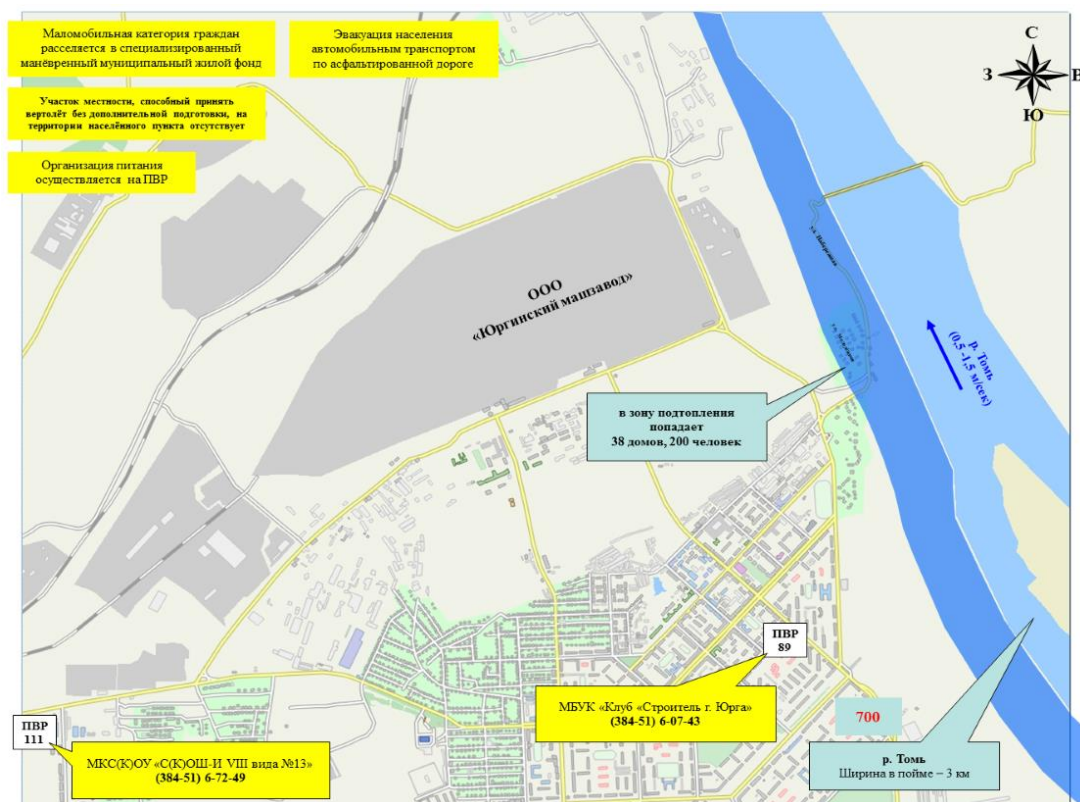 Маломобильная категория граждан
расселяется в специализированный
манёвренный муниципальный жилой фонд
Эвакуация населения
автомобильным транспортом
по асфальтированной дороге
Участок местности, способный принять
вертолёт без дополнительной подготовки, на
территории населённого пункта отсутствует
Организация питания
осуществляется на ПВР
С
З
В
Ю
ул. Набережная
ООО
«Юргинский машзавод»
р. Томь
(0,5 -1,5 м/сек)
в зону подтопления
попадает
38 домов, 200 человек
ПВР
89
МБУК «Клуб «Строитель г. Юрга»
(384-51) 6-07-43
700
ПВР
111
МКС(К)ОУ «С(К)ОШ-И VIII вида №13»
(384-51) 6-72-49
р. Томь
Ширина в пойме – 3 км